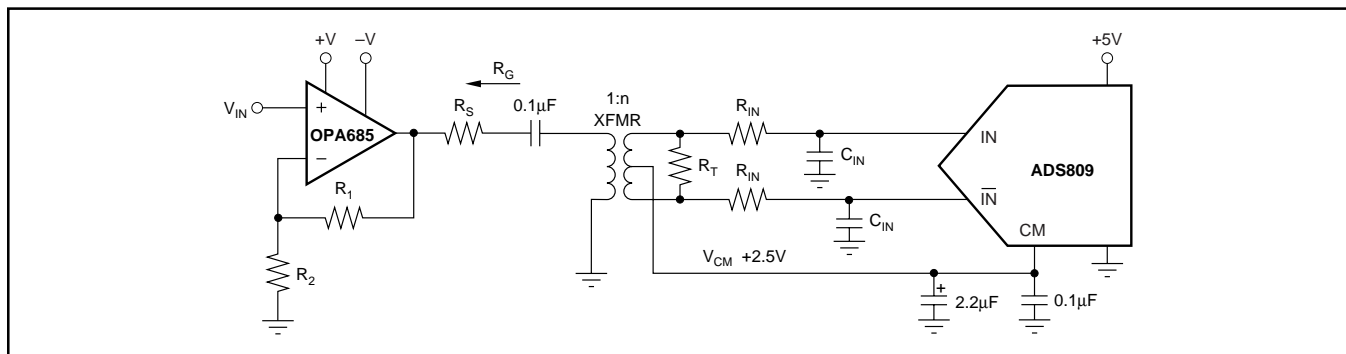 +V
–V
+5V
R_G
V_IN
+
OPA685
–
R_S
0.1µF
1:n
XFMR
R_IN
IN
C_IN
R_T
R_IN
ADS809
I̅N̅
R_1
C_IN
CM
R_2
V_CM +2.5V
+
2.2µF
0.1µF